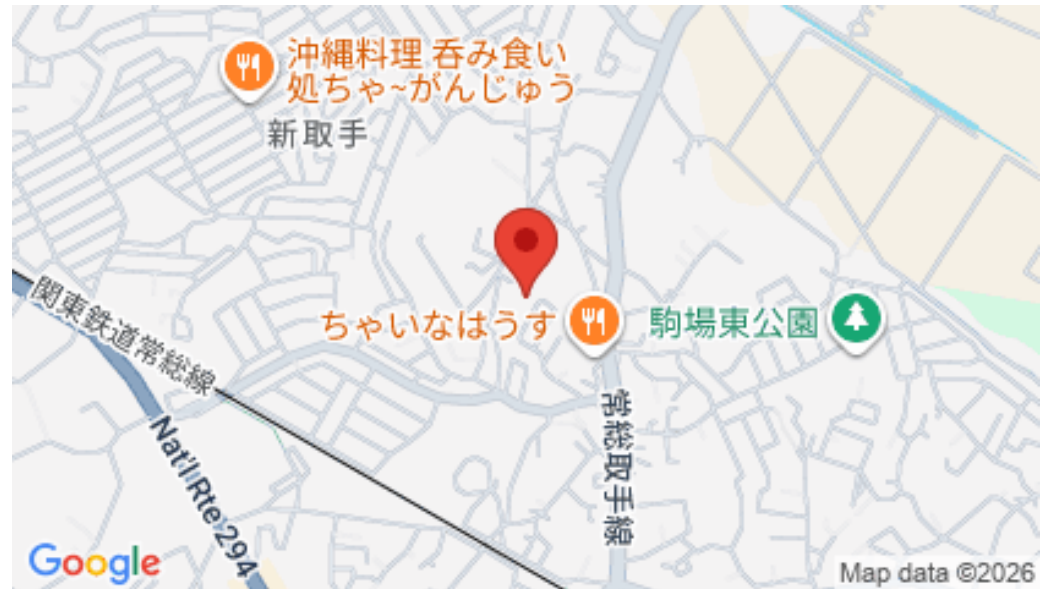 沖縄料理 呑み食い
処ちゃ~がんじゅう
新取手
関東鉄道常総線
ちゃいなはうす
駒場東公園
常総取手線
Nat'l Rte 294
Google
Map data ©2026